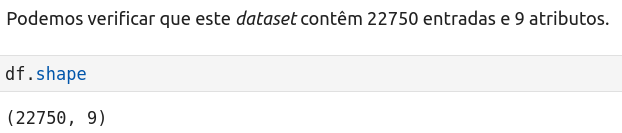 Podemos verificar que este dataset contêm 22750 entradas e 9 atributos.
df.shape
(22750, 9)